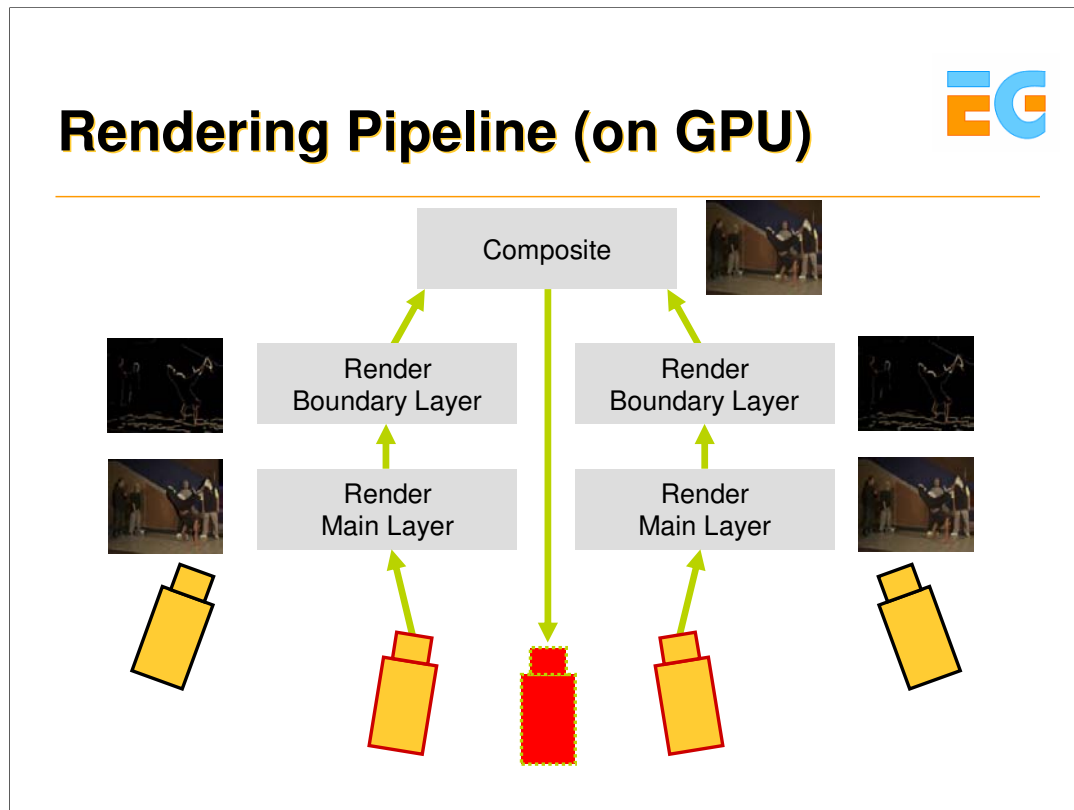 Rendering Pipeline (on GPU)
EG
Composite
Render
Boundary Layer
Render
Boundary Layer
Render
Main Layer
Render
Main Layer